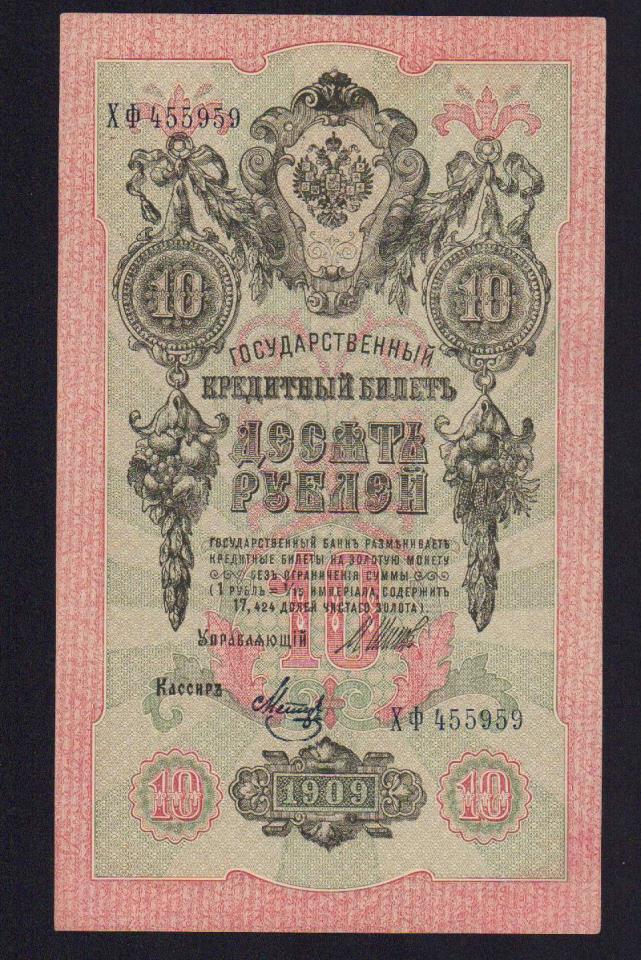 ХФ 455959
10 10
ГОСУДАРСТВЕННЫЙ
КРЕДИТНЫЙ БИЛЕТЪ
ДЕСЯТЬ
РУБЛЕЙ
ГОСУДАРСТВЕННЫЙ БАНКЪ РАЗМѢНИВАЕТЪ
КРЕДИТНЫЕ БИЛЕТЫ НА ЗОЛОТУЮ МОНЕТУ
БЕЗЪ ОГРАНИЧЕНІЯ СУММЫ
(1 РУБЛЬ = 1/15 ИМПЕРІАЛА, СОДЕРЖИТЪ
17,424 ДОЛЕЙ ЧИСТАГО ЗОЛОТА).
10
УПРАВЛЯЮЩІЙ
КАССИРЪ
ХФ 455959
10 1909 10